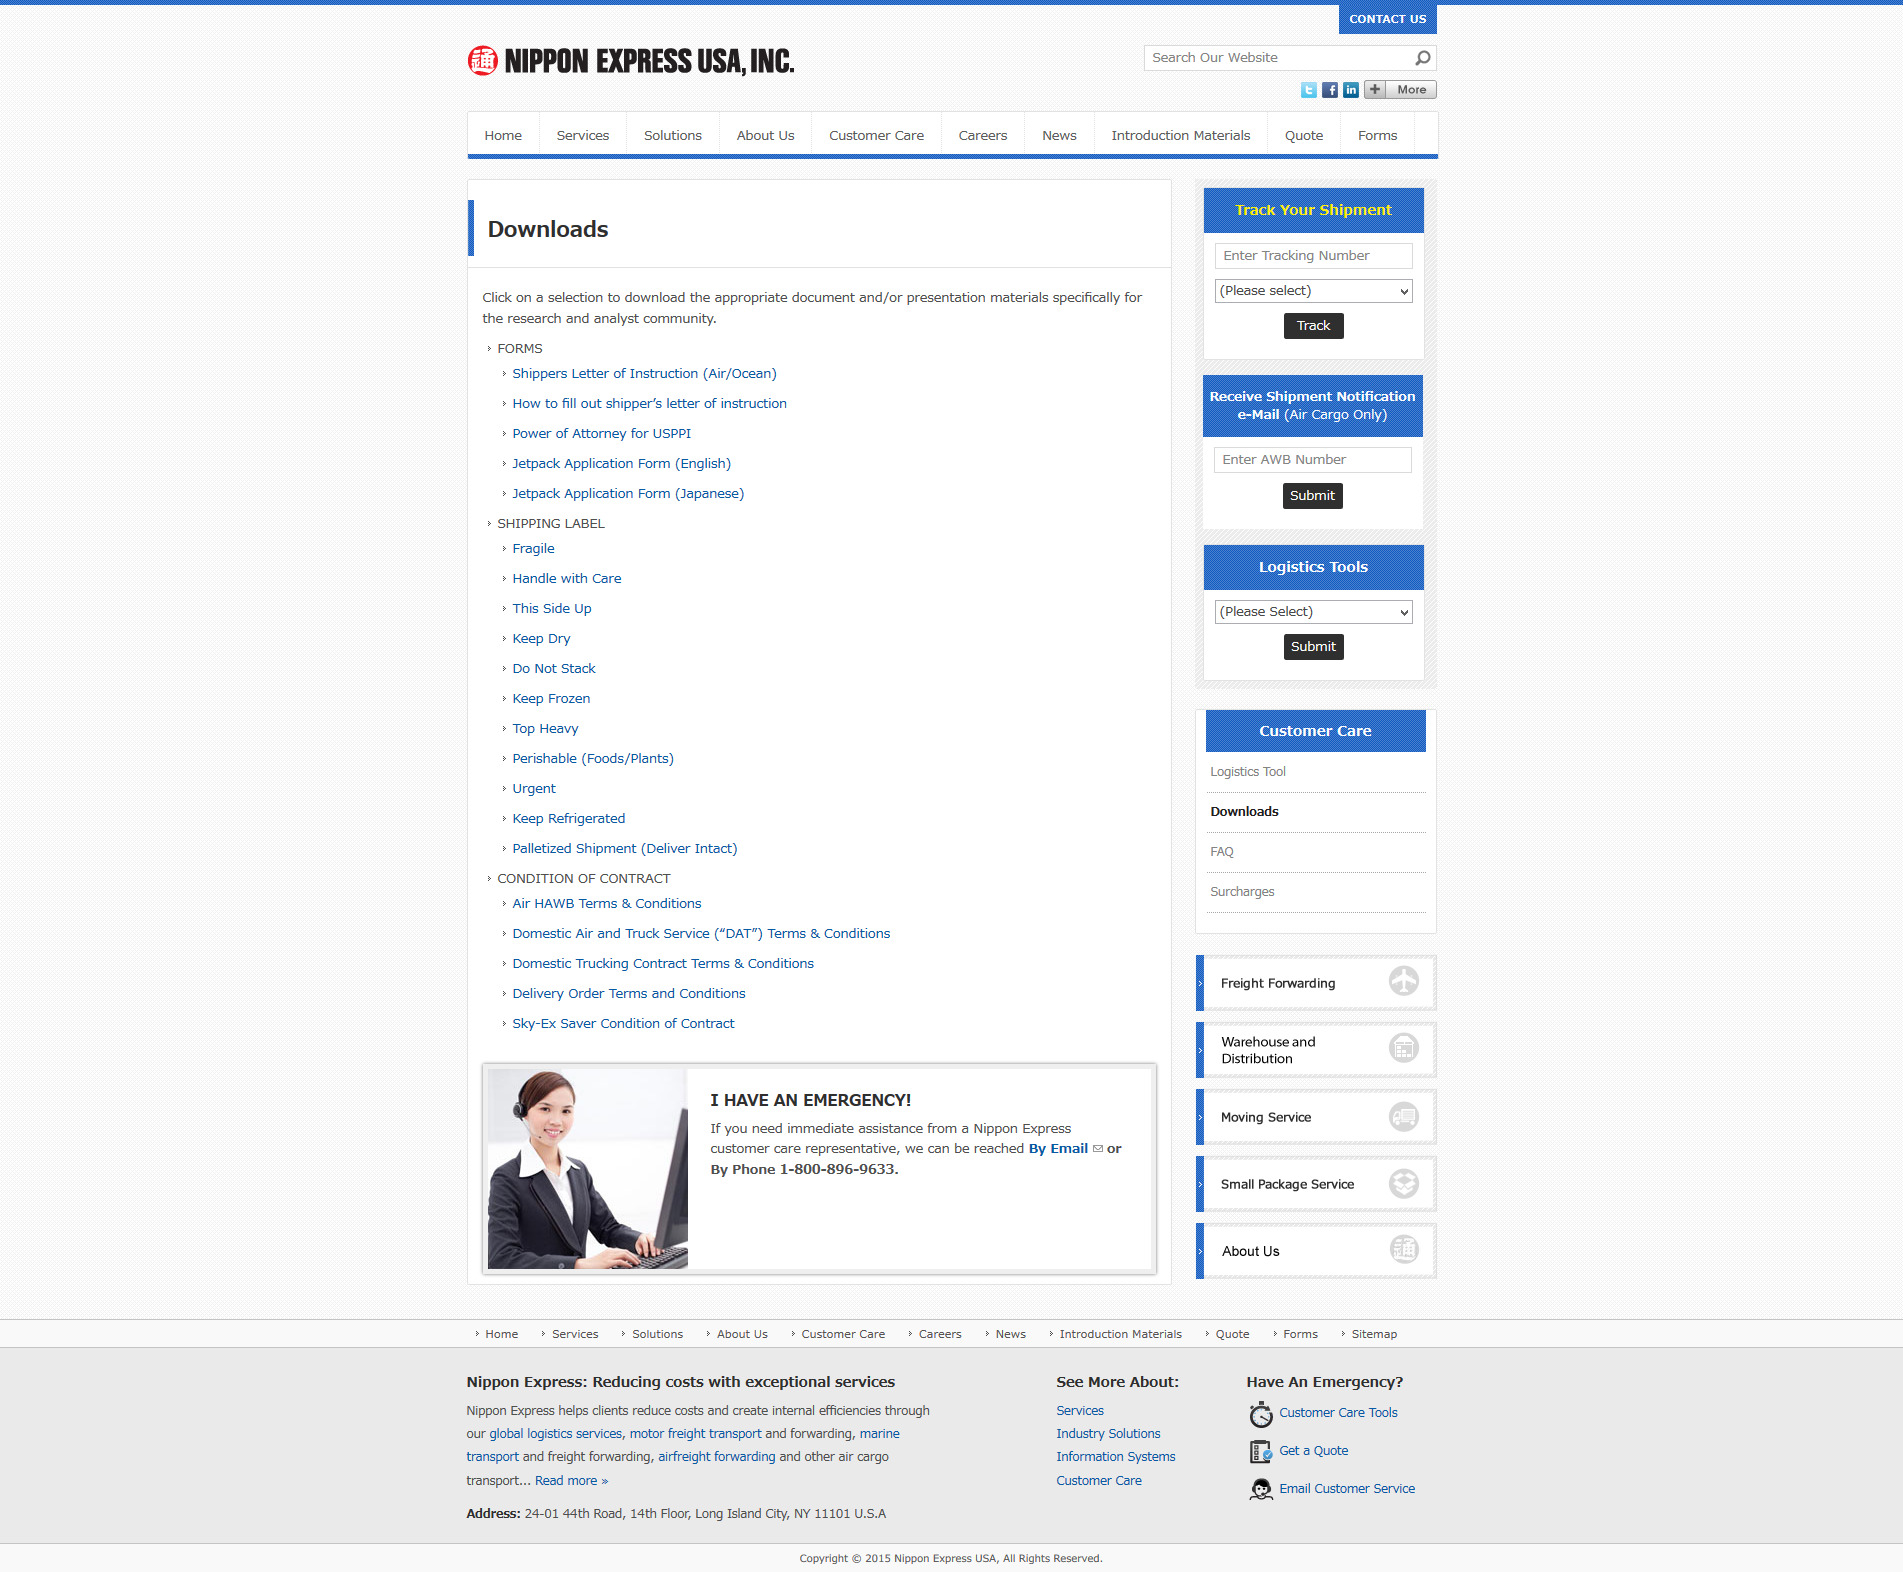 CONTACT US
通 NIPPON EXPRESS USA, INC.
Search Our Website
More
Home
Services
Solutions
About Us
Customer Care
Careers
News
Introduction Materials
Quote
Forms
Downloads
Click on a selection to download the appropriate document and/or presentation materials specifically for
the research and analyst community.
FORMS
Shippers Letter of Instruction (Air/Ocean)
How to fill out shipper’s letter of instruction
Power of Attorney for USPPI
Jetpack Application Form (English)
Jetpack Application Form (Japanese)
SHIPPING LABEL
Fragile
Handle with Care
This Side Up
Keep Dry
Do Not Stack
Keep Frozen
Top Heavy
Perishable (Foods/Plants)
Urgent
Keep Refrigerated
Palletized Shipment (Deliver Intact)
CONDITION OF CONTRACT
Air HAWB Terms & Conditions
Domestic Air and Truck Service (“DAT”) Terms & Conditions
Domestic Trucking Contract Terms & Conditions
Delivery Order Terms and Conditions
Sky-Ex Saver Condition of Contract
I HAVE AN EMERGENCY!
If you need immediate assistance from a Nippon Express
customer care representative, we can be reached By Email or
By Phone 1-800-896-9633.
Track Your Shipment
Enter Tracking Number
(Please select)
Track
Receive Shipment Notification
e-Mail (Air Cargo Only)
Enter AWB Number
Submit
Logistics Tools
(Please Select)
Submit
Customer Care
Logistics Tool
Downloads
FAQ
Surcharges
Freight Forwarding
Warehouse and
Distribution
Moving Service
Small Package Service
About Us
通
Home
Services
Solutions
About Us
Customer Care
Careers
News
Introduction Materials
Quote
Forms
Sitemap
Nippon Express: Reducing costs with exceptional services
Nippon Express helps clients reduce costs and create internal efficiencies through
our global logistics services, motor freight transport and forwarding, marine
transport and freight forwarding, airfreight forwarding and other air cargo
transport... Read more »
Address: 24-01 44th Road, 14th Floor, Long Island City, NY 11101 U.S.A
See More About:
Services
Industry Solutions
Information Systems
Customer Care
Have An Emergency?
Customer Care Tools
Get a Quote
Email Customer Service
Copyright © 2015 Nippon Express USA, All Rights Reserved.